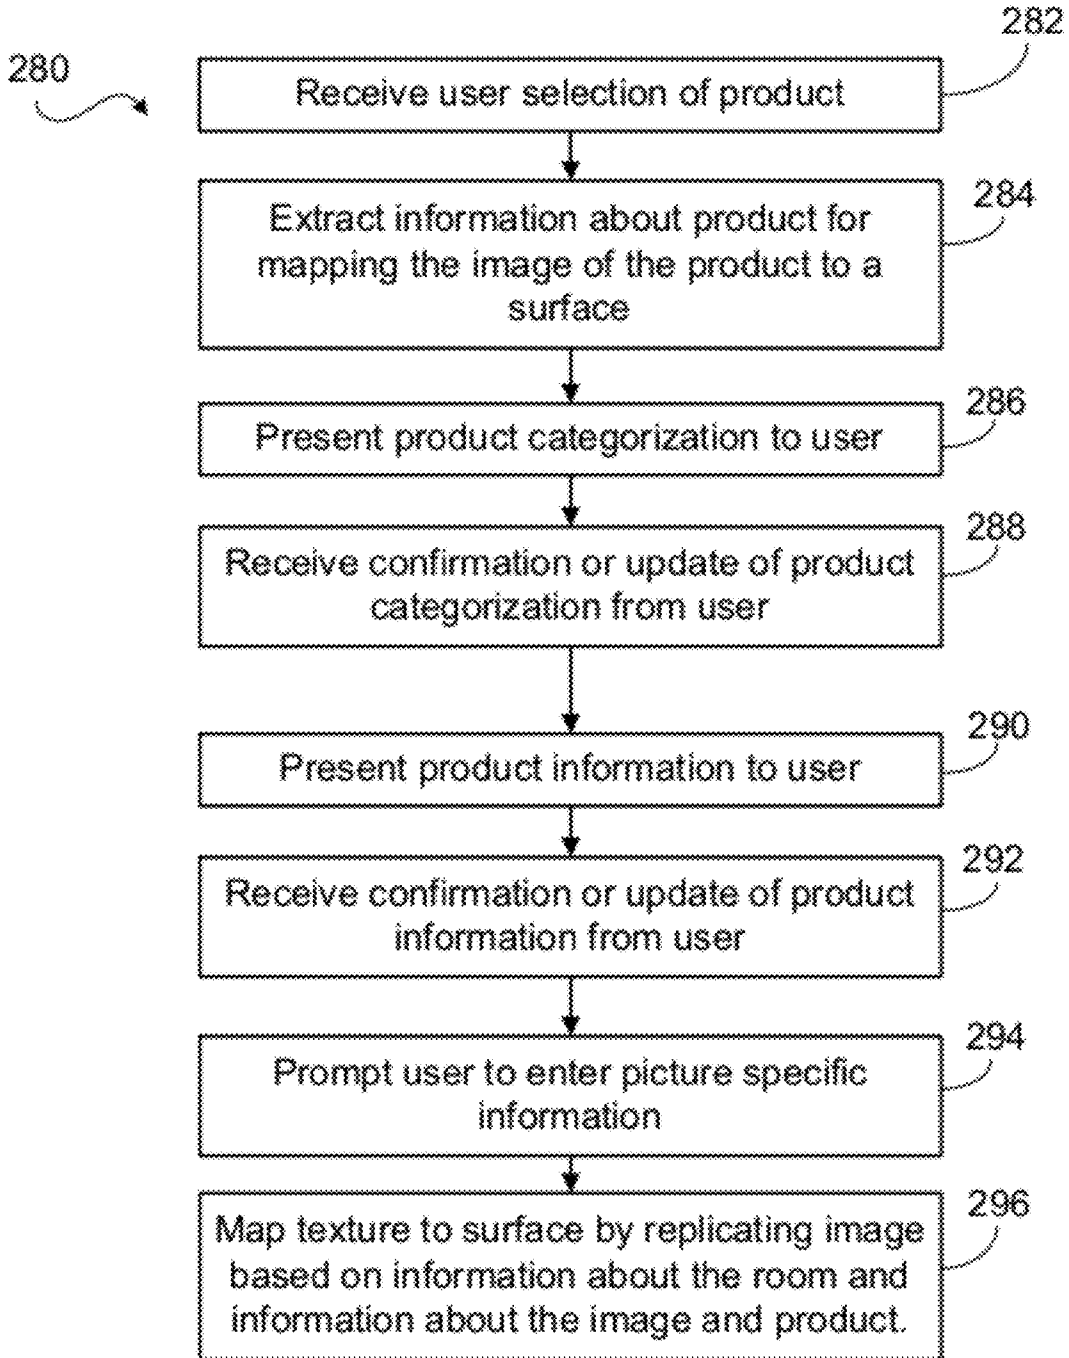 282
280
Receive user selection of product
284
Extract information about product for
mapping the image of the product to a
surface
286
Present product categorization to user
288
Receive confirmation or update of product
categorization from user
290
Present product information to user
292
Receive confirmation or update of product
information from user
294
Prompt user to enter picture specific
information
296
Map texture to surface by replicating image
based on information about the room and
information about the image and product.